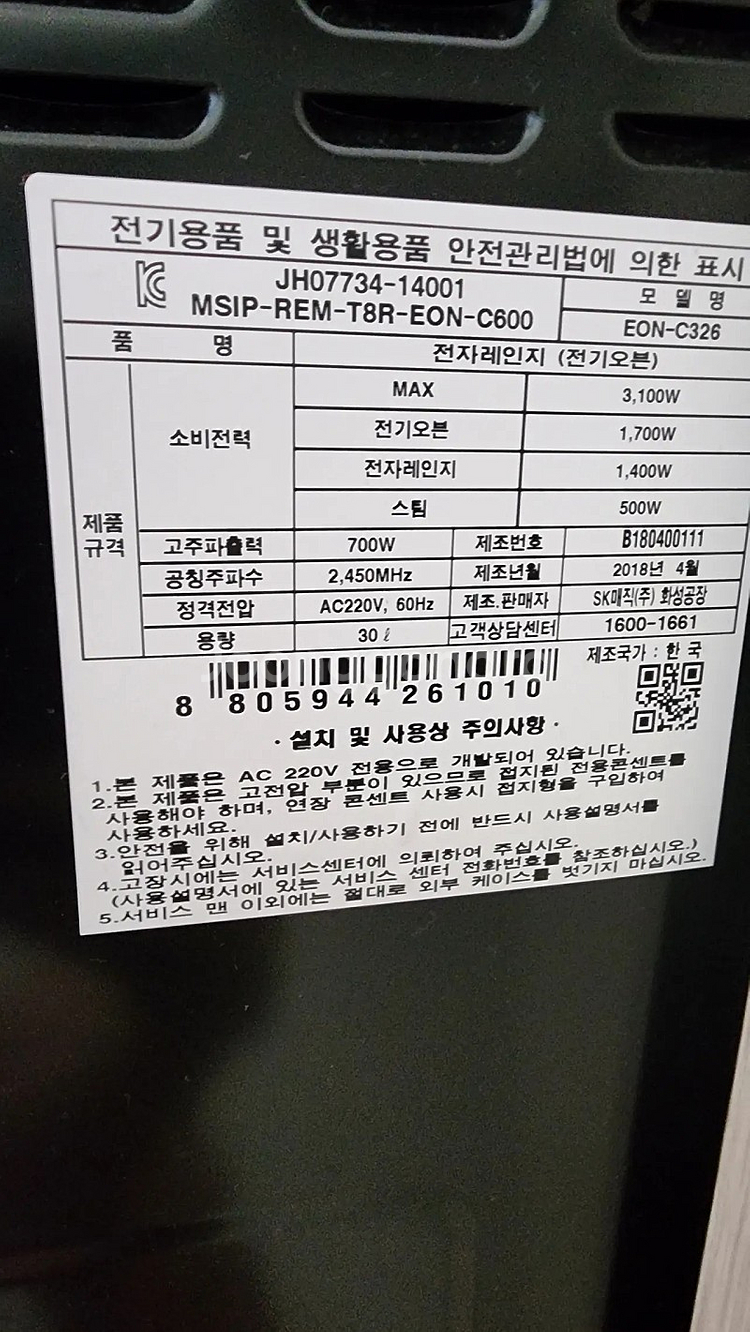 전기용품 및 생활용품 안전관리법에 의한 표시
JH07734-14001
MSIP-REM-T8R-EON-C600
모 델 명
EON-C326
품 명
전자레인지 (전기오븐)
제품
규격
소비전력
MAX
3,100W
전기오븐
1,700W
전자레인지
1,400W
스팀
500W
고주파출력 700W 제조번호 B180400111
공칭주파수 2,450MHz 제조년월 2018년 4월
정격전압 AC220V, 60Hz 제조.판매자 SK매직(주) 화성공장
용량 30ℓ 고객상담센터 1600-1661
제조국가 : 한 국
8 805944 261010
· 설치 및 사용상 주의사항 ·
1.본 제품은 AC 220V 전용으로 개발되어 있습니다.
2.본 제품은 고전압 부분이 있으므로 접지된 전용콘센트를
사용해야 하며, 연장 콘센트 사용시 접지형을 구입하여
사용하세요.
3.안전을 위해 설치/사용하기 전에 반드시 사용설명서를
읽어주십시오.
4.고장시에는 서비스센터에 의뢰하여 주십시오.
(사용설명서에 있는 서비스 센터 전화번호를 참조하십시오.)
5.서비스 맨 이외에는 절대로 외부 케이스를 벗기지 마십시오.